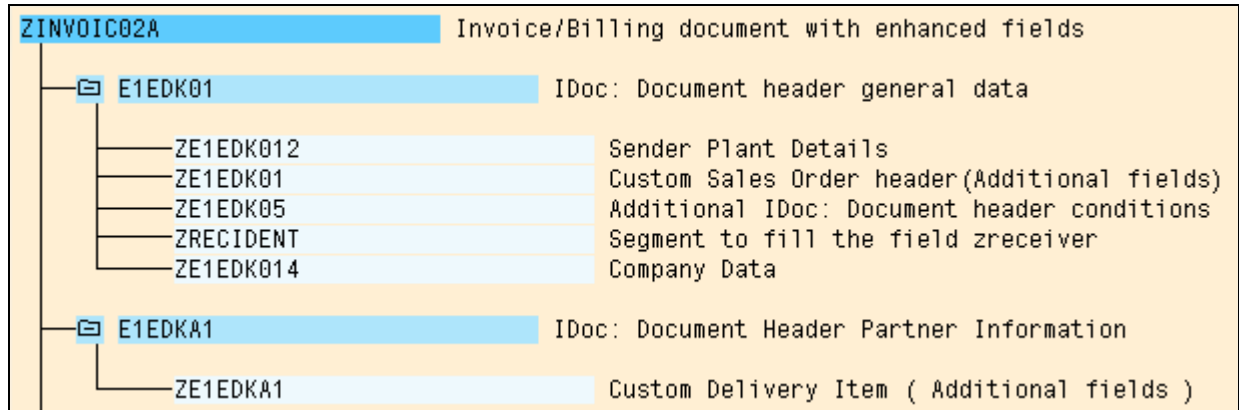 ZINVOIC02A Invoice/Billing document with enhanced fields
E1EDK01 IDoc: Document header general data
ZE1EDK012 Sender Plant Details
ZE1EDK01 Custom Sales Order header(Additional fields)
ZE1EDK05 Additional IDoc: Document header conditions
ZRECIDENT Segment to fill the field zreceiver
ZE1EDK014 Company Data
E1EDKA1 IDoc: Document Header Partner Information
ZE1EDKA1 Custom Delivery Item ( Additional fields )